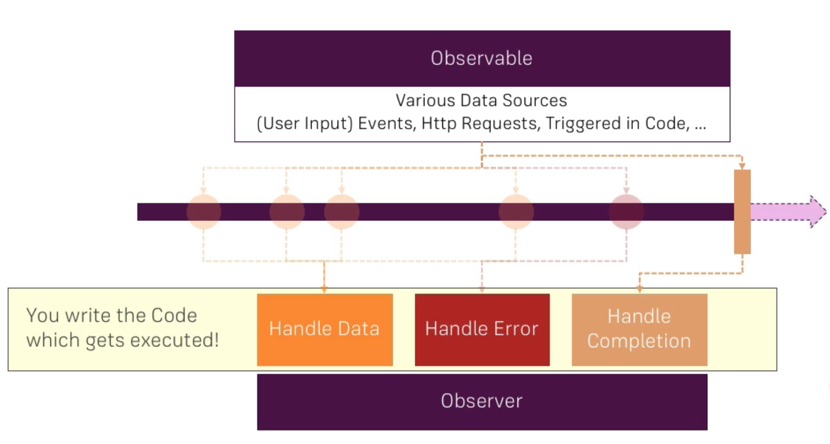 Observable
Various Data Sources
(User Input) Events, Http Requests, Triggered in Code, ...
You write the Code
which gets executed!
Handle Data
Handle Error
Handle
Completion
Observer